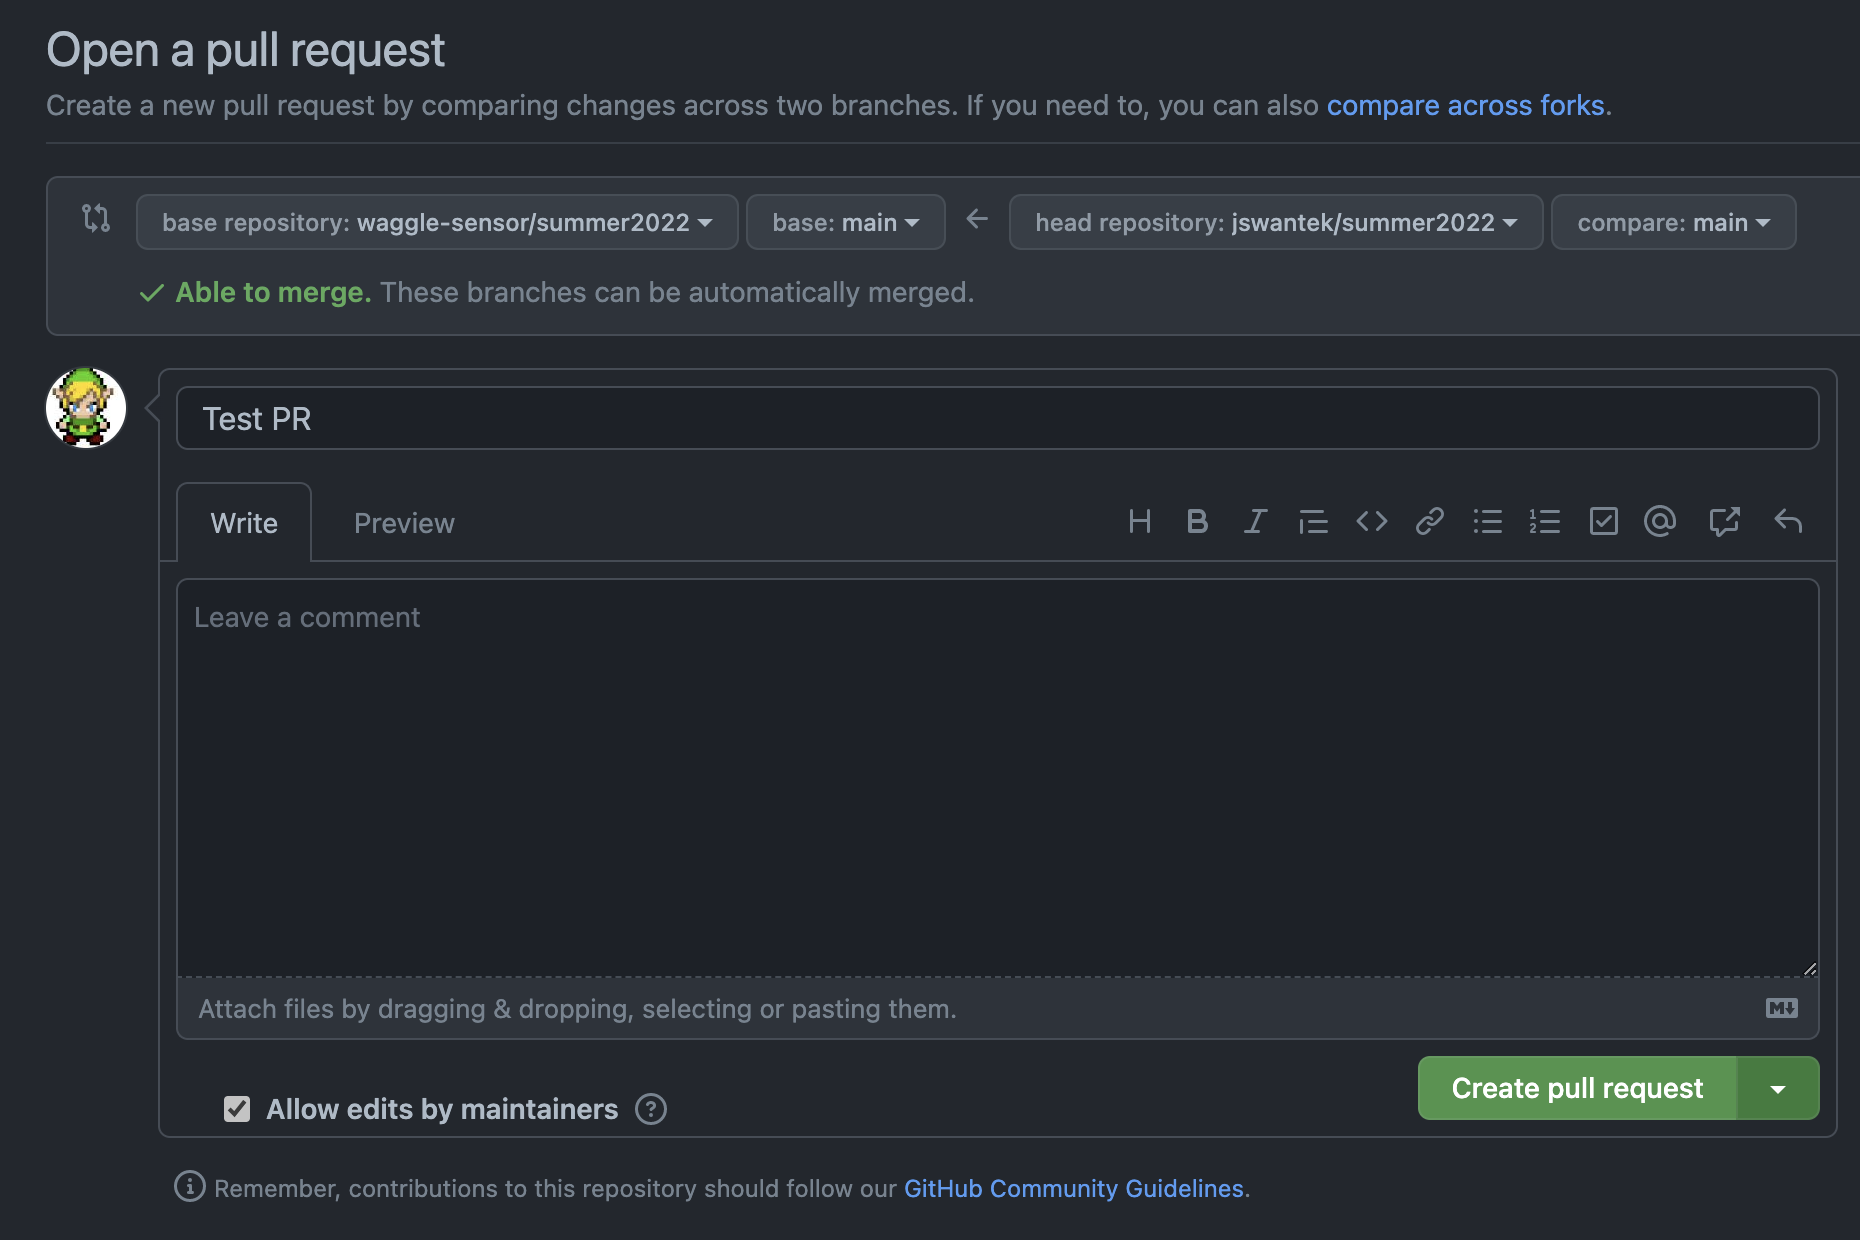 Open a pull request
Create a new pull request by comparing changes across two branches. If you need to, you can also compare across forks.
base repository: waggle-sensor/summer2022 base: main head repository: jswantek/summer2022 compare: main
Able to merge. These branches can be automatically merged.
Test PR
Write Preview
Leave a comment
Attach files by dragging & dropping, selecting or pasting them.
Allow edits by maintainers
Create pull request
Remember, contributions to this repository should follow our GitHub Community Guidelines.